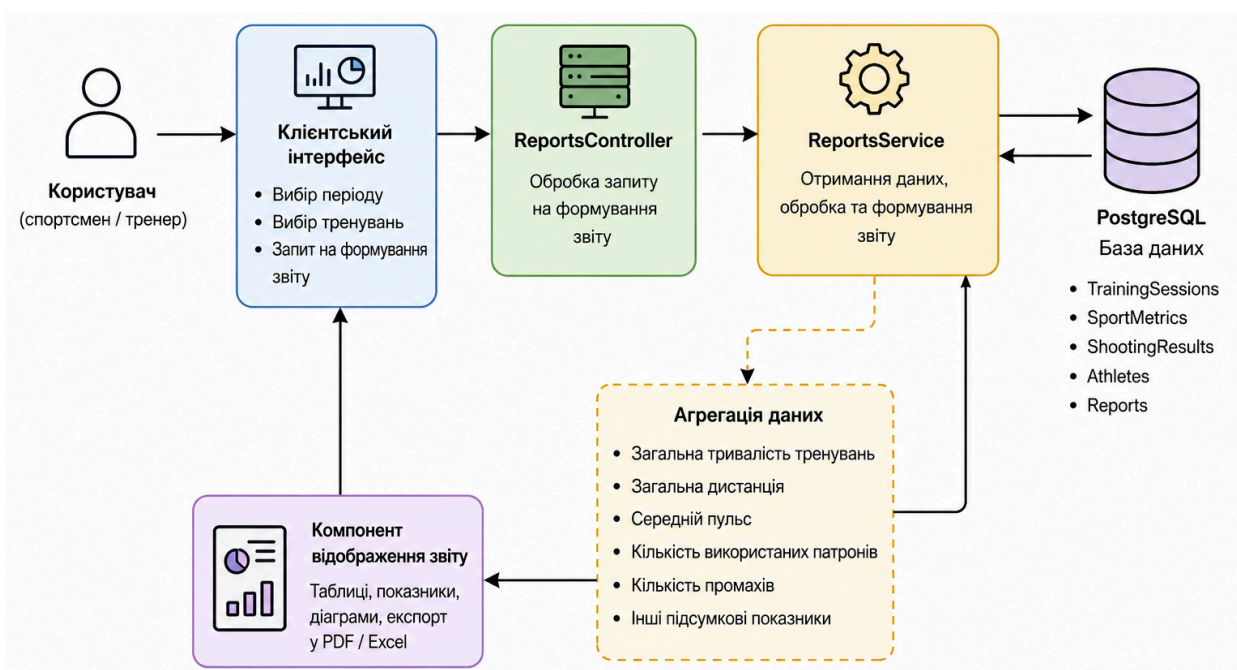 Користувач
(спортсмен / тренер)
Клієнтський
інтерфейс
• Вибір періоду
• Вибір тренувань
• Запит на формування
звіту
ReportsController
Обробка запиту
на формування
звіту
ReportsService
Отримання даних,
обробка та формування
звіту
PostgreSQL
База даних
• TrainingSessions
• SportMetrics
• ShootingResults
• Athletes
• Reports
Агрегація даних
• Загальна тривалість тренувань
• Загальна дистанція
• Середній пульс
• Кількість використаних патронів
• Кількість промахів
• Інші підсумкові показники
Компонент
відображення звіту
Таблиці, показники,
діаграми, експорт
у PDF / Excel